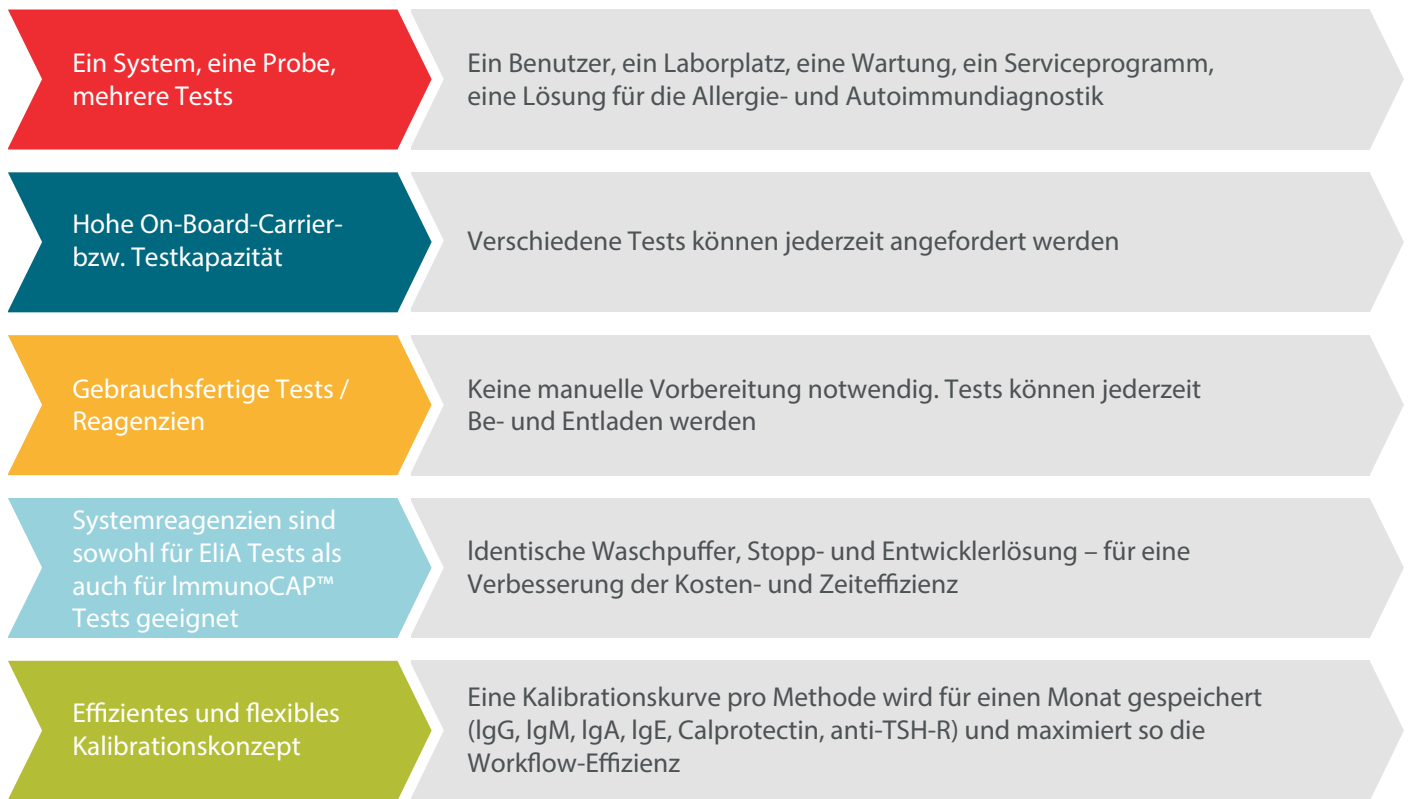 Ein System, eine Probe,
mehrere Tests
Ein Benutzer, ein Laborplatz, eine Wartung, ein Serviceprogramm,
eine Lösung für die Allergie- und Autoimmundiagnostik
Hohe On-Board-Carrier-
bzw. Testkapazität
Verschiedene Tests können jederzeit angefordert werden
Gebrauchsfertige Tests /
Reagenzien
Keine manuelle Vorbereitung notwendig. Tests können jederzeit
Be- und Entladen werden
Systemreagenzien sind
sowohl für EliA Tests als
auch für ImmunoCAP™
Tests geeignet
Identische Waschpuffer, Stopp- und Entwicklerlösung – für eine
Verbesserung der Kosten- und Zeiteffizienz
Effizientes und flexibles
Kalibrationskonzept
Eine Kalibrationskurve pro Methode wird für einen Monat gespeichert
(IgG, IgM, IgA, IgE, Calprotectin, anti-TSH-R) und maximiert so die
Workflow-Effizienz